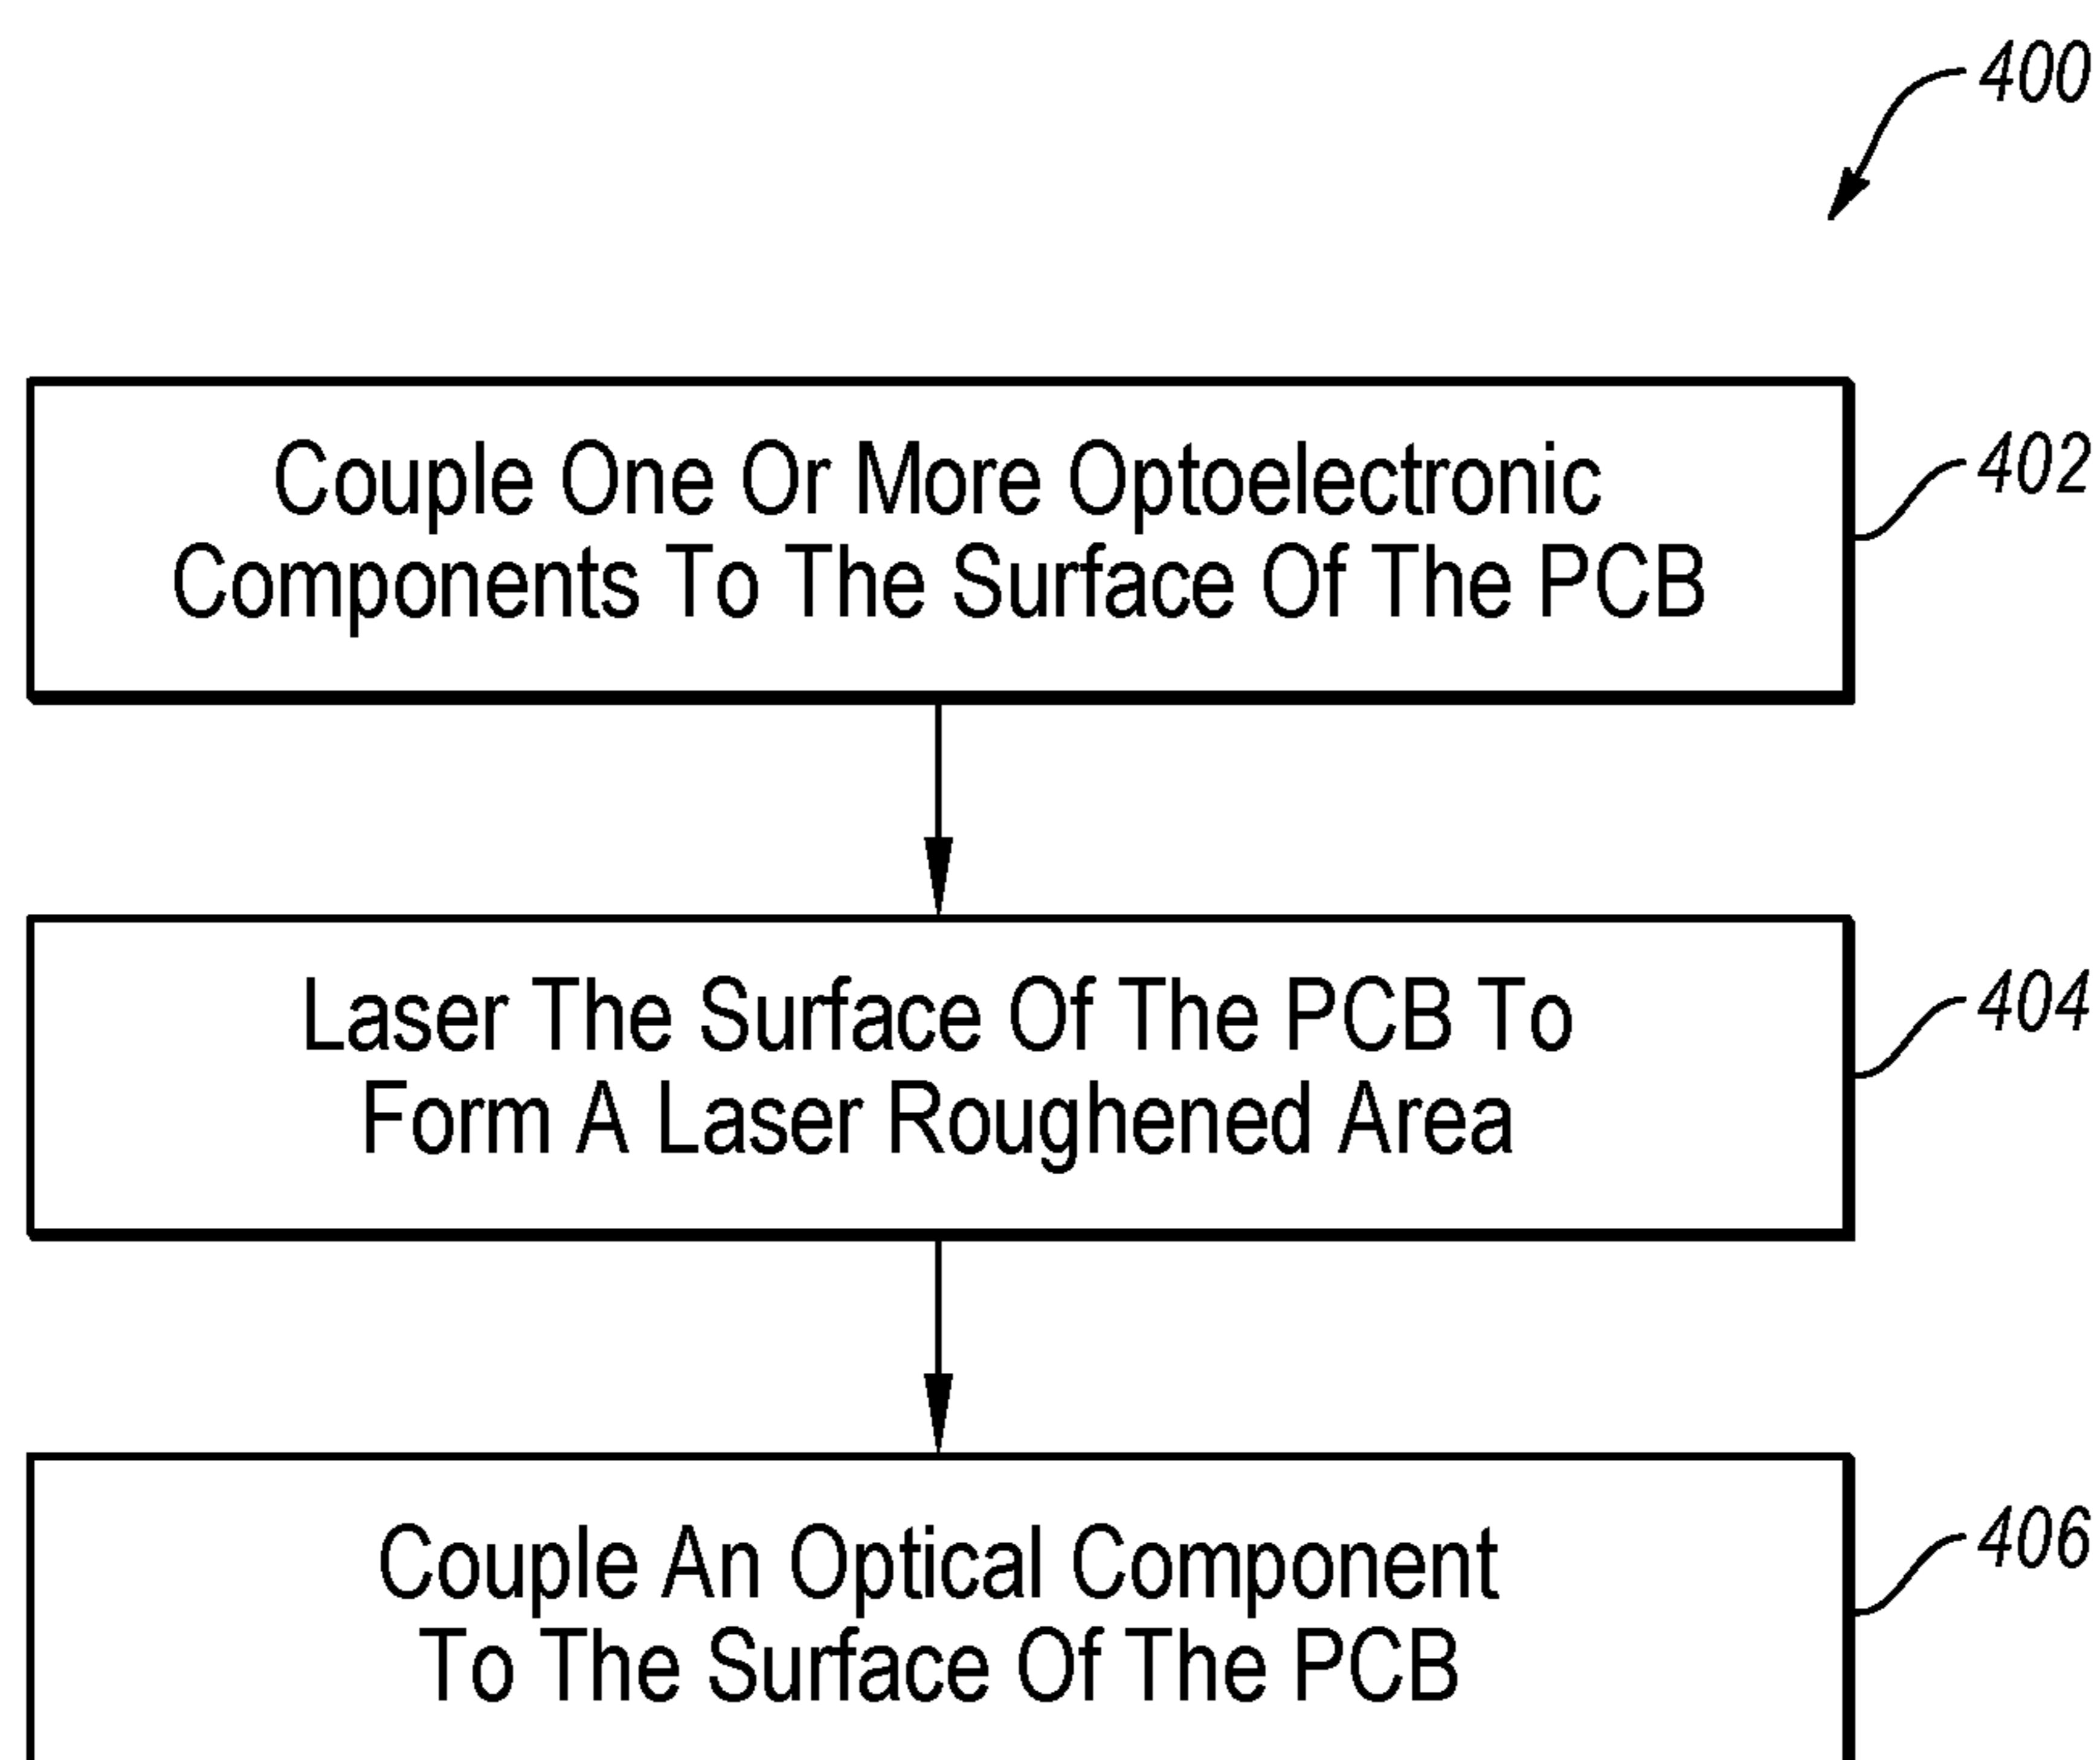 400
Couple One Or More Optoelectronic
Components To The Surface Of The PCB
402
Laser The Surface Of The PCB To
Form A Laser Roughened Area
404
Couple An Optical Component
To The Surface Of The PCB
406